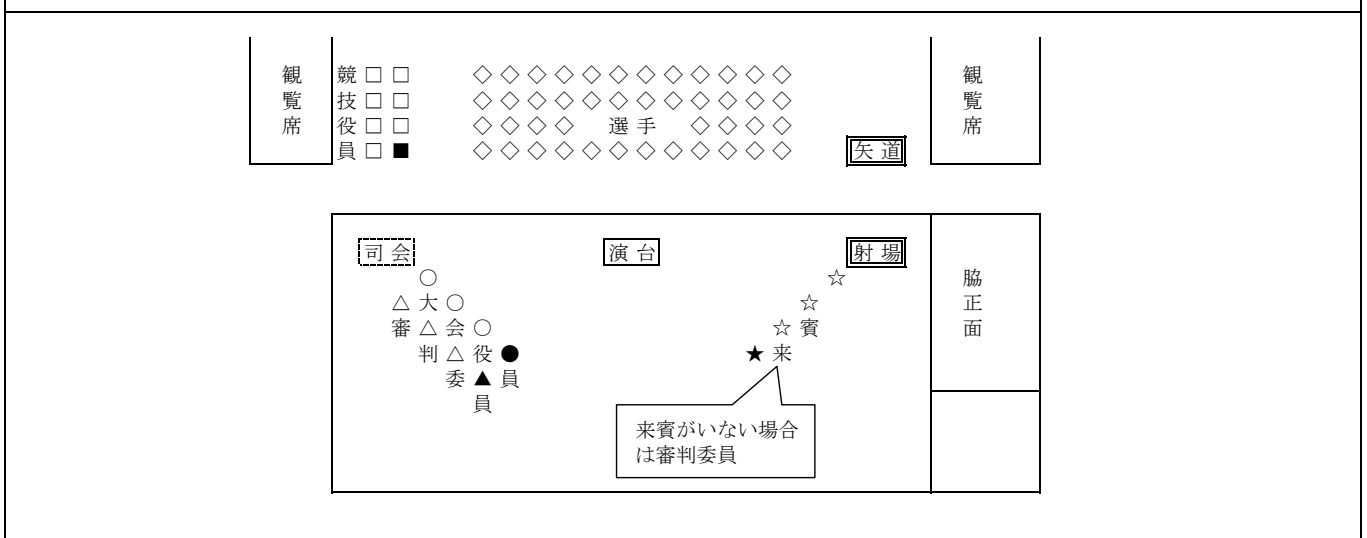 観覧席
競技役員
□□
□□
□□
□■
◇◇◇◇◇◇◇◇◇◇◇◇
◇◇◇◇◇◇◇◇◇◇◇◇
◇◇◇◇ 選手 ◇◇◇◇
◇◇◇◇◇◇◇◇◇◇◇◇
矢道
観覧席
司会
演台
射場
○○○●
大会役員
△△△▲
審判委員
☆☆☆★
来賓
来賓がいない場合
は審判委員
脇正面